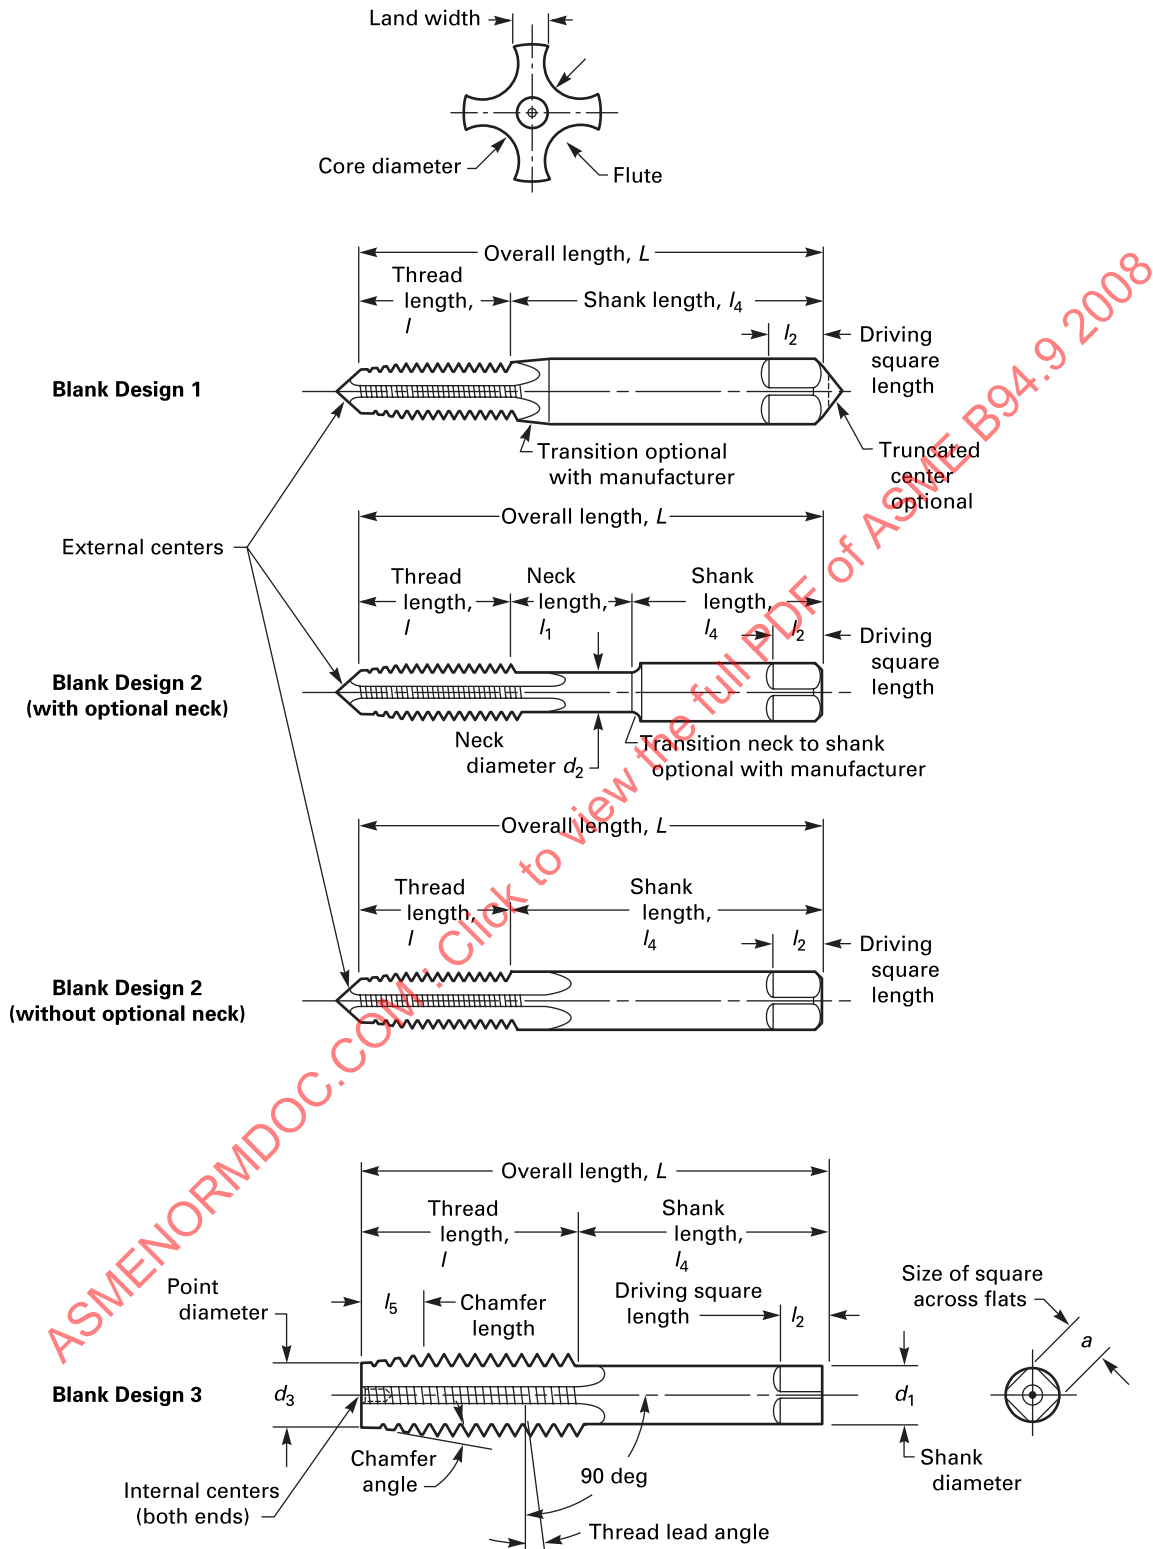 Land width
Core diameter
Flute
Overall length, L
Thread
length,
l
Shank length, l4
l2
Driving
square
length
Blank Design 1
Transition optional
with manufacturer
Truncated
center
optional
External centers
Overall length, L
Thread
length,
l
Neck
length,
l1
Shank
length,
l4
l2
Driving
square
length
Blank Design 2
(with optional neck)
Neck
diameter d2
Transition neck to shank
optional with manufacturer
Overall length, L
Thread
length,
l
Shank
length,
l4
l2
Driving
square
length
Blank Design 2
(without optional neck)
Overall length, L
Thread
length,
l
Shank
length,
l4
Point
diameter
l5
Chamfer
length
Driving square
length
l2
Size of square
across flats
a
Blank Design 3
d3
d1
Chamfer
angle
90 deg
Shank
diameter
Internal centers
(both ends)
Thread lead angle
ASMENORMDOC.COM : Click to view the full PDF of ASME B94.9 2008